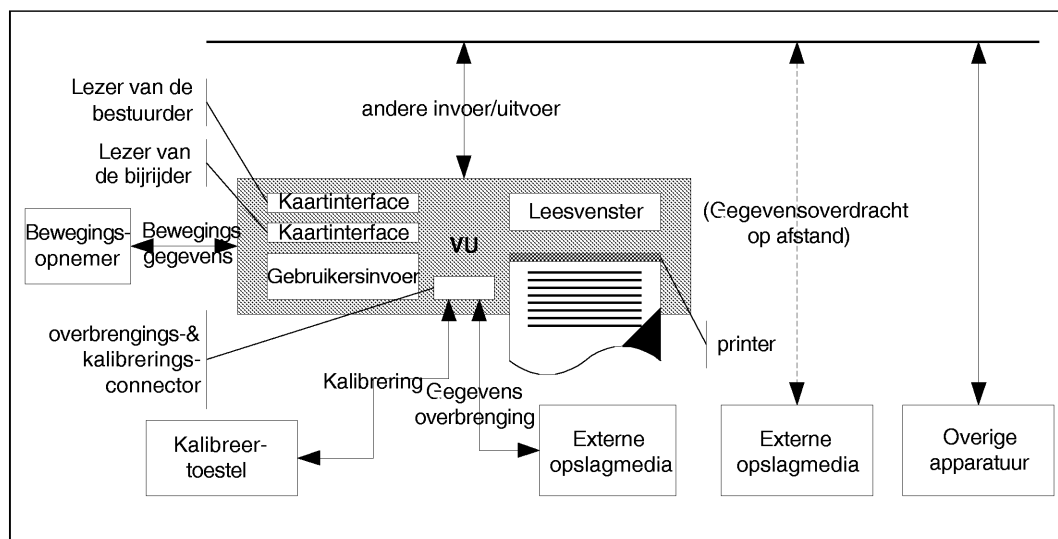 Lezer van de
bestuurder
andere invoer/uitvoer
Lezer van
de bijrijder
Kaartinterface
Leesvenster
(Gegevensoverdracht
op afstand)
Bewegings-
opnemer
Bewegings
gegevens
Kaartinterface
VU
Gebruikersinvoer
overbrengings-&
kalibrerings-
connector
printer
Kalibrering
Gegevens
overbrenging
Kalibreer-
toestel
Externe
opslagmedia
Externe
opslagmedia
Overige
apparatuur